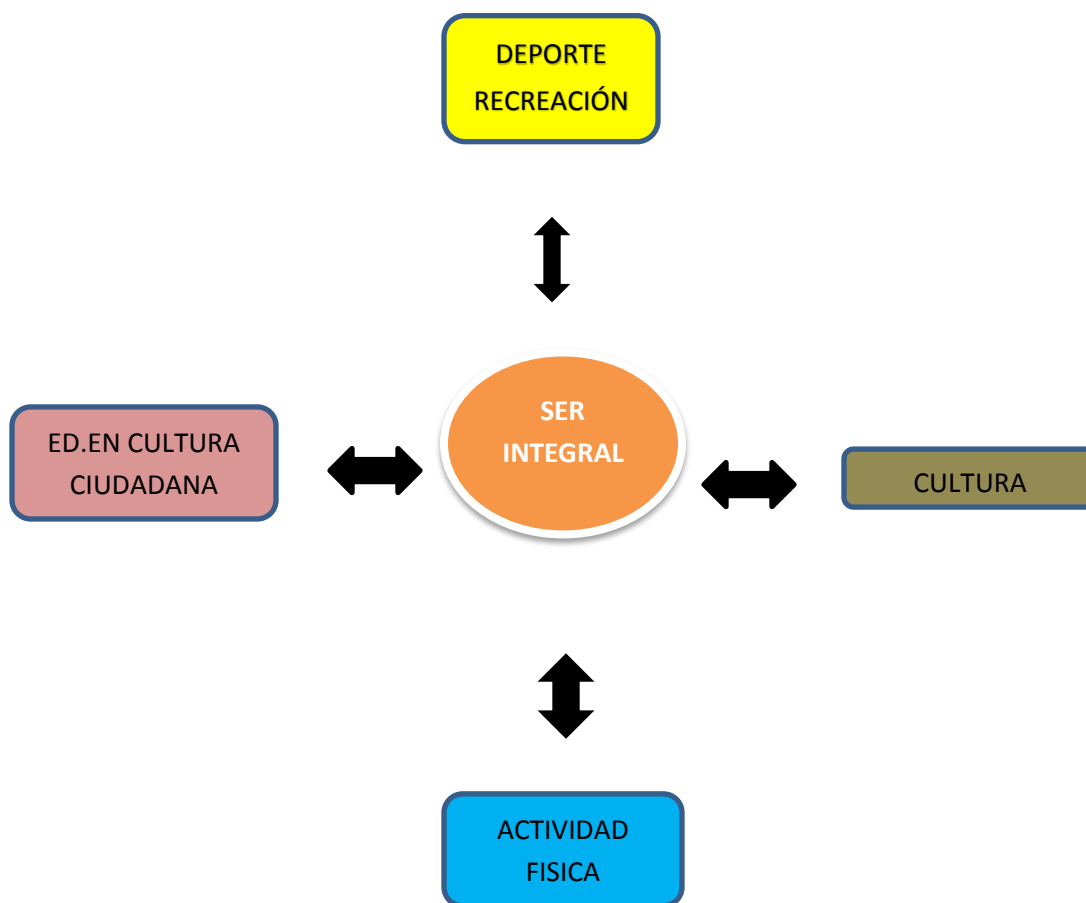 DEPORTE
RECREACIÓN
SER
INTEGRAL
ED.EN CULTURA
CIUDADANA
CULTURA
ACTIVIDAD
FISICA